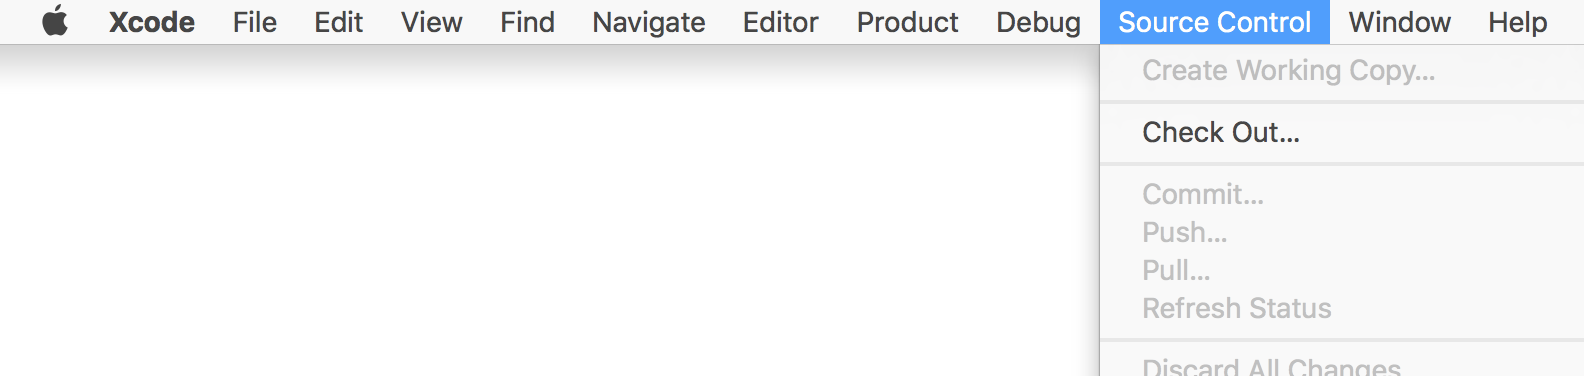 Xcode File Edit View Find Navigate Editor Product Debug Source Control Window Help
Create Working Copy...
Check Out...
Commit...
Push...
Pull...
Refresh Status
Discard All Changes